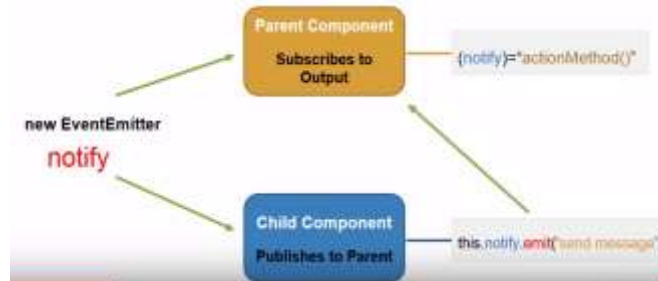 Parent Component
Subscribes to
Output
(notify)="actionMethod()"
new EventEmitter
notify
Child Component
Publishes to Parent
this.notify.emit("send message"